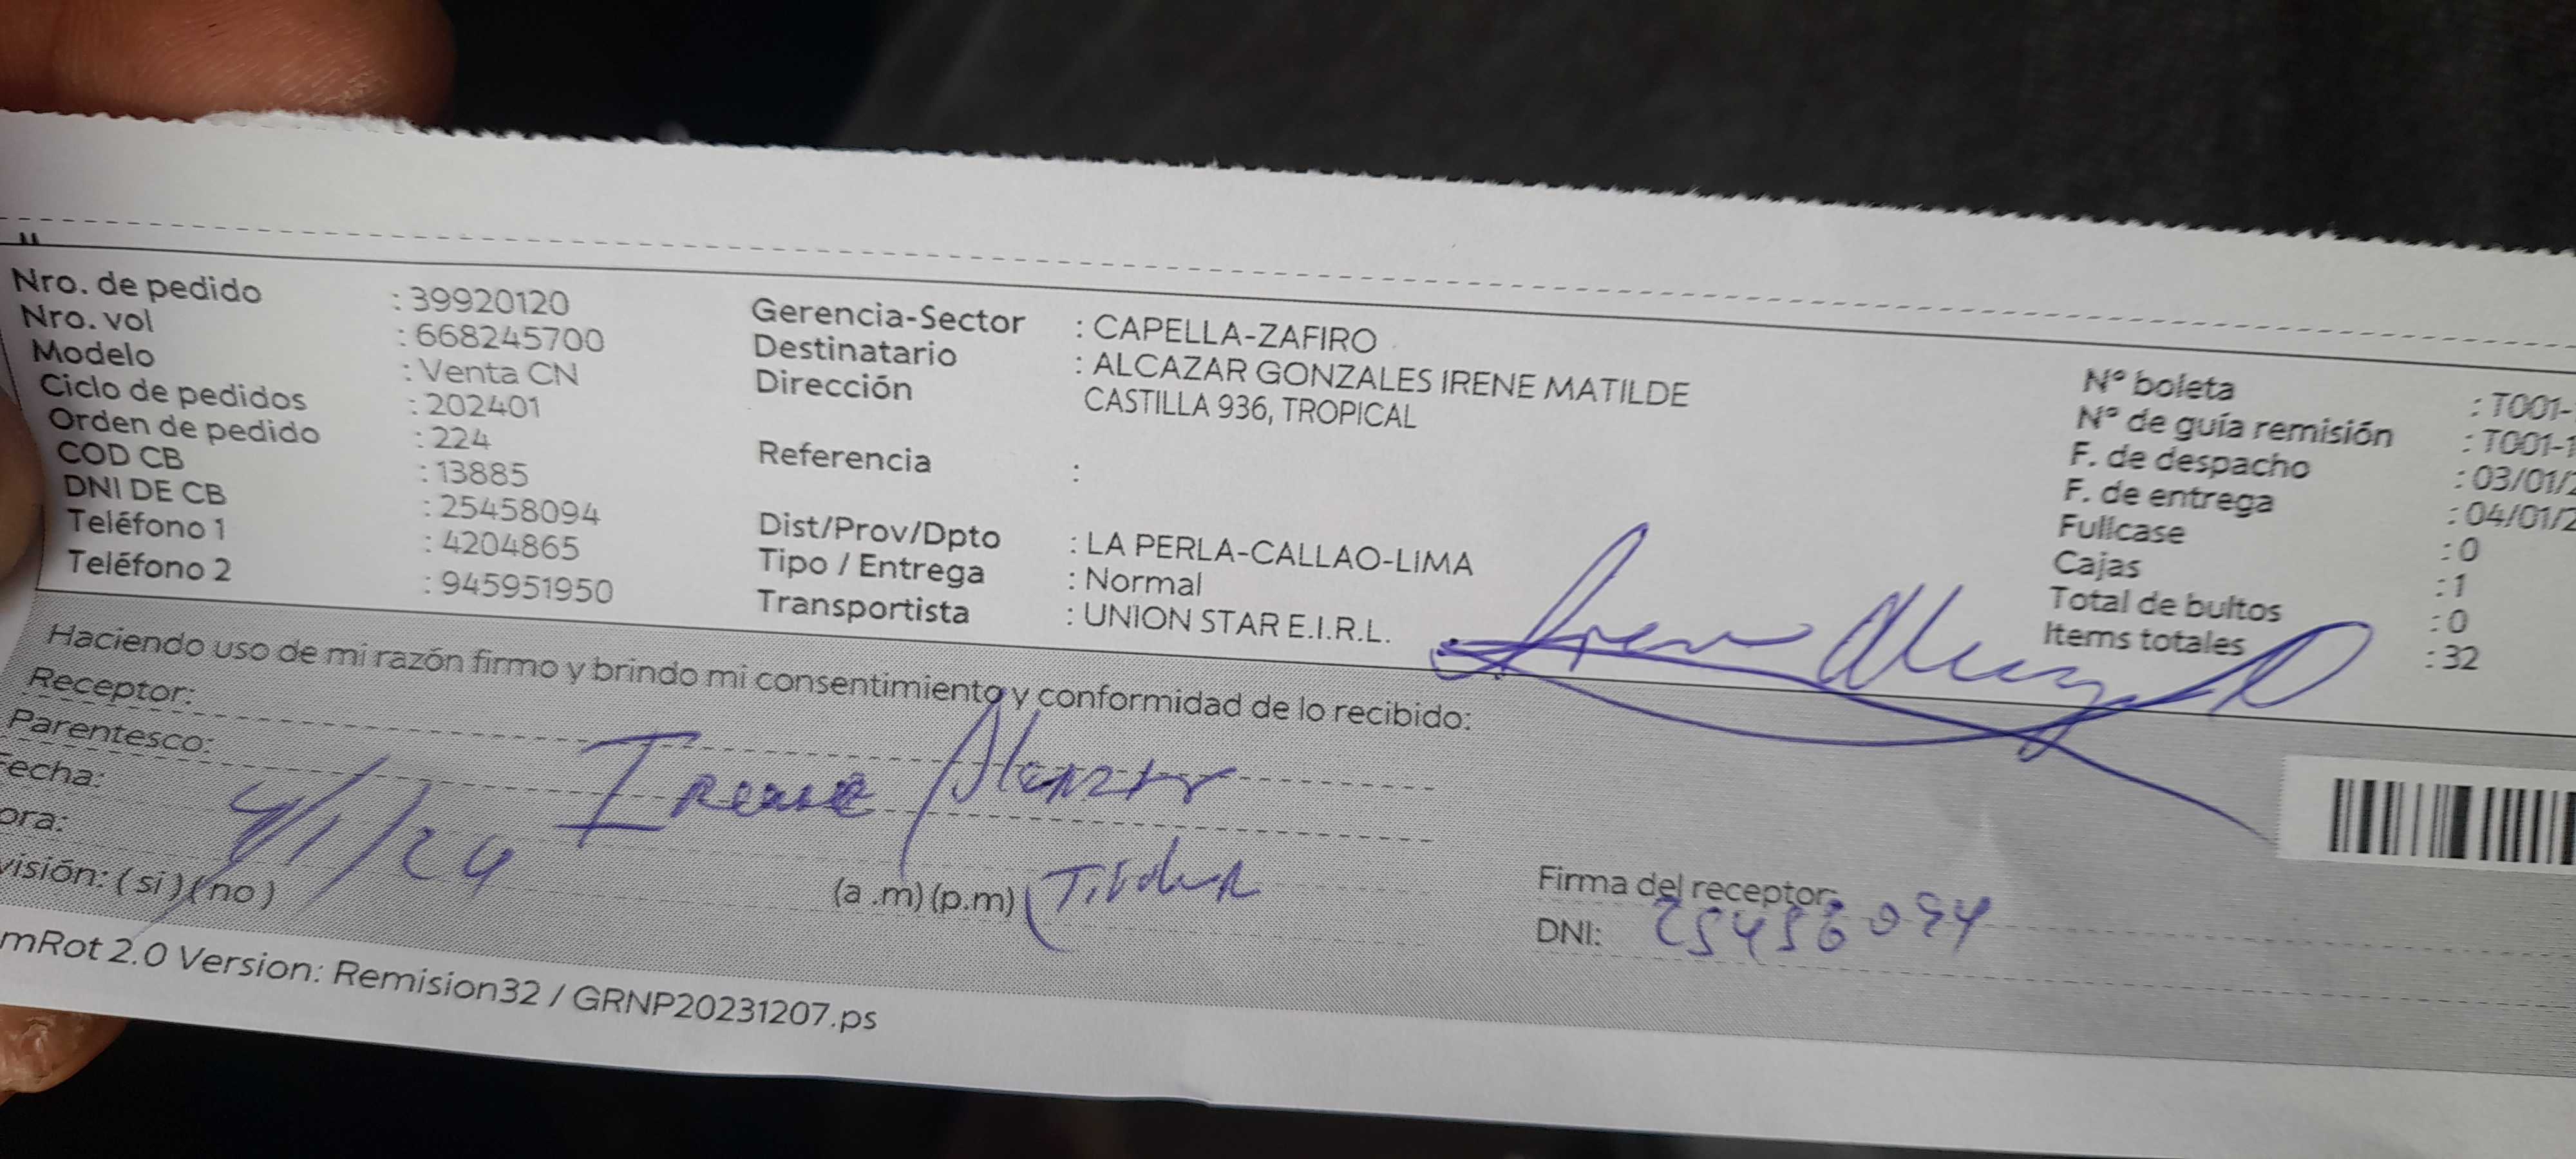 Nro. de pedido : 39920120
Nro. vol : 668245700
Modelo : Venta CN
Ciclo de pedidos : 202401
Orden de pedido : 224
COD CB : 13885
DNI DE CB : 25458094
Teléfono 1 : 4204865
Teléfono 2 : 945951950
Gerencia-Sector : CAPELLA-ZAFIRO
Destinatario : ALCAZAR GONZALES IRENE MATILDE
Dirección CASTILLA 936, TROPICAL
Referencia :
Dist/Prov/Dpto : LA PERLA-CALLAO-LIMA
Tipo / Entrega : Normal
Transportista : UNION STAR E.I.R.L.
N° boleta : T001-
N° de guía remisión : T001-1
F. de despacho : 03/01/2
F. de entrega : 04/01/2
Fullcase : 0
Cajas : 1
Total de bultos : 0
Items totales : 32
Haciendo uso de mi razón firmo y brindo mi consentimiento y conformidad de lo recibido:
Receptor:
Parentesco: Irene Alcazar
Fecha: 4/1/24
ora:
visión: ( si ) ( no ) (a .m) (p.m) Titular
Firma del receptor:
DNI: 25458094
mRot 2.0 Version: Remision32 / GRNP20231207.ps